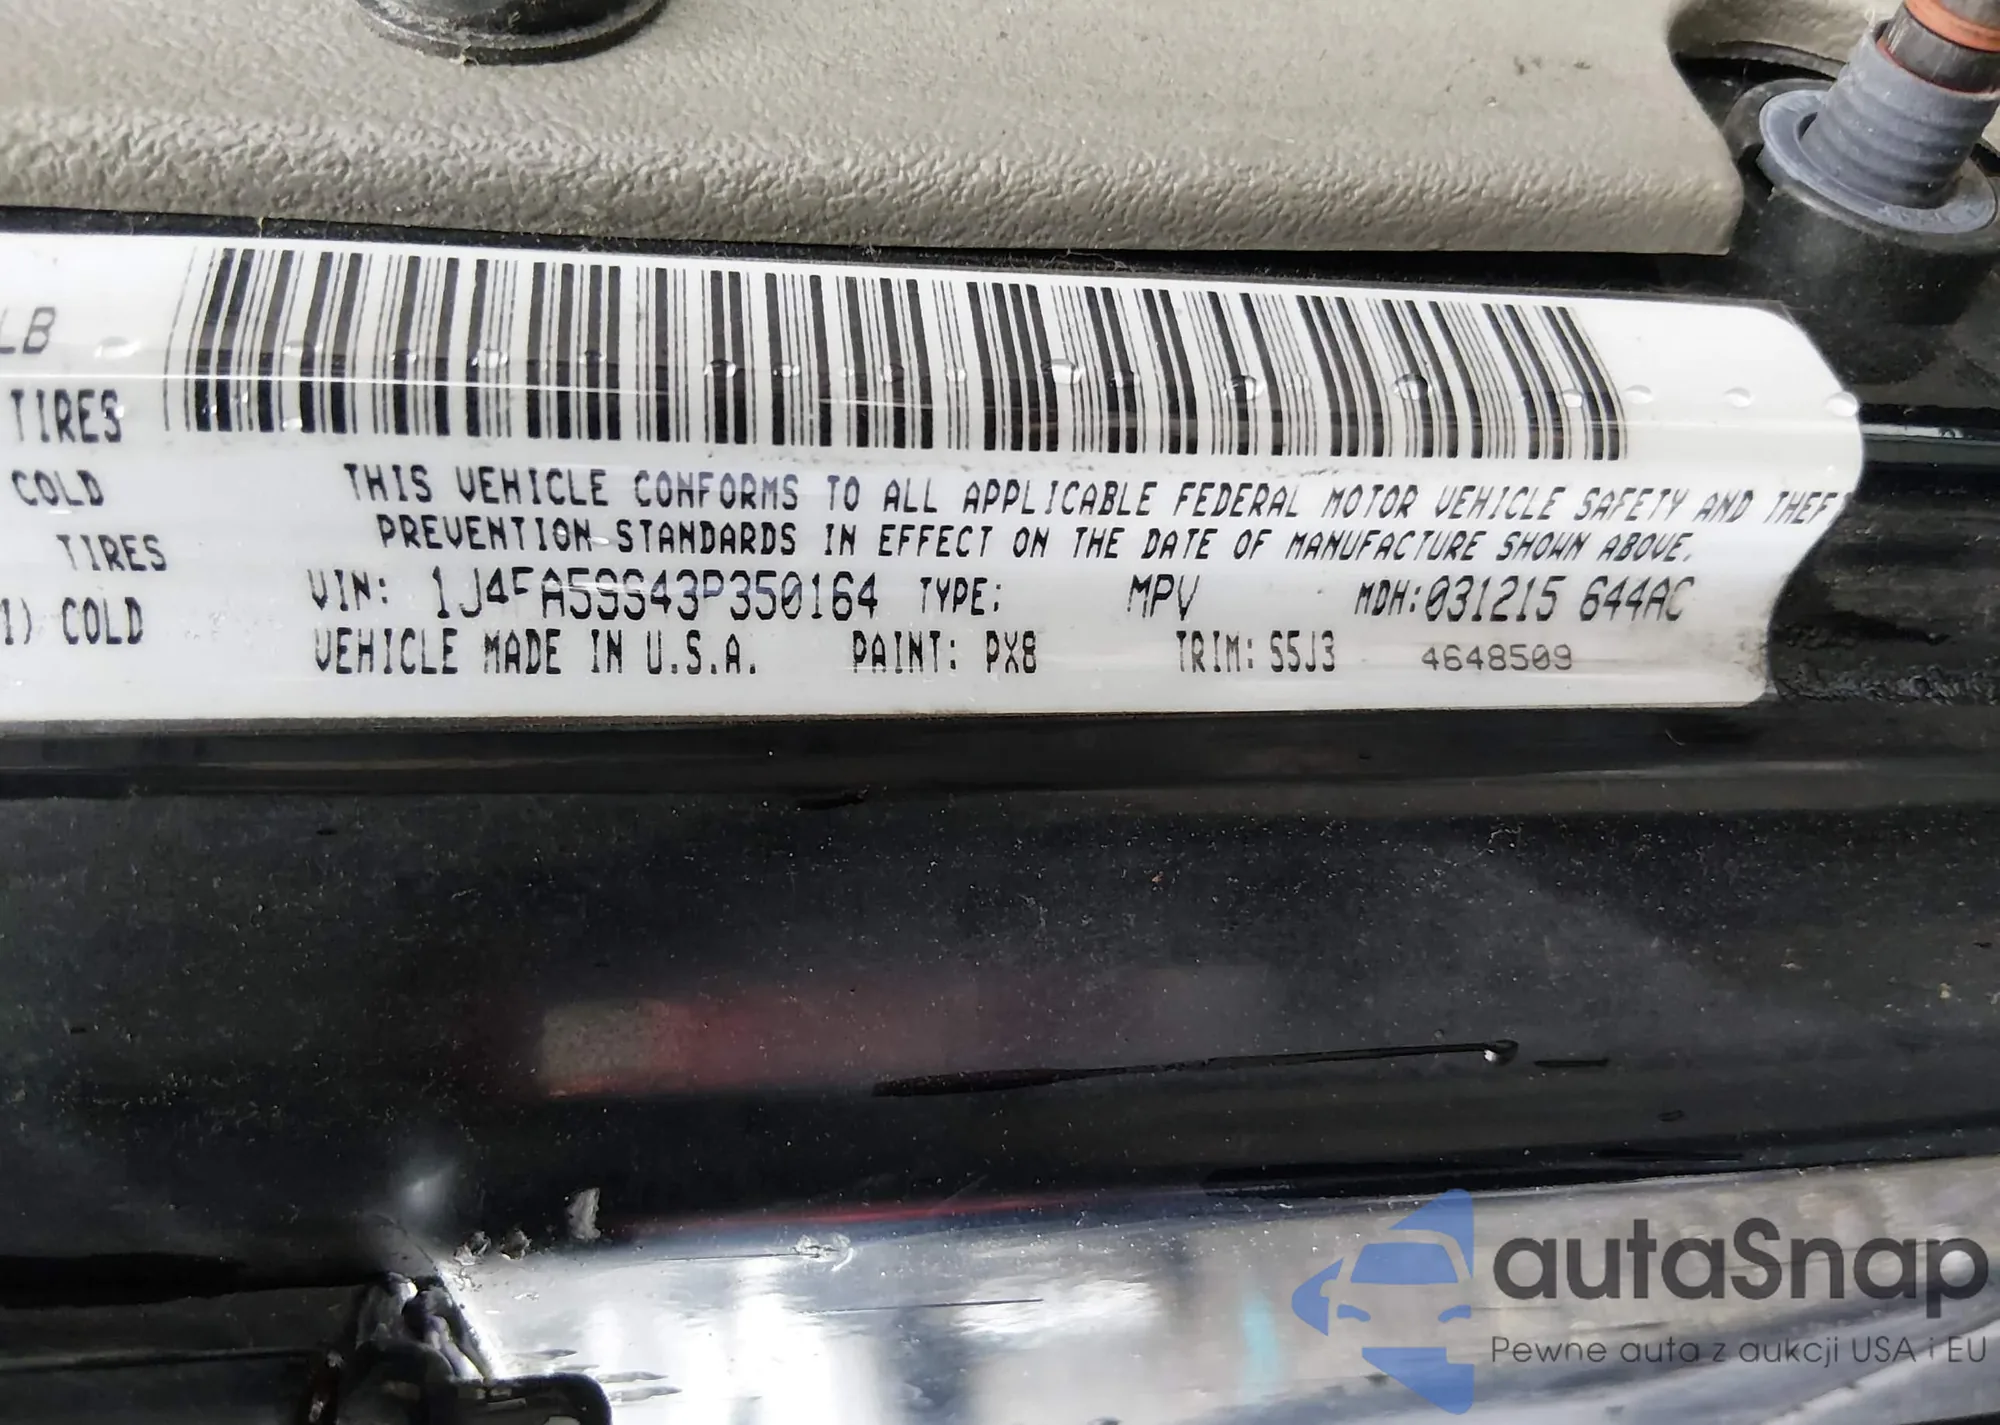 LB
TIRES
COLD
THIS VEHICLE CONFORMS TO ALL APPLICABLE FEDERAL MOTOR VEHICLE SAFETY AND THEF
PREVENTION STANDARDS IN EFFECT ON THE DATE OF MANUFACTURE SHOWN ABOVE.
TIRES
VIN: 1J4FA59S43P350164 TYPE: MPV MDH:031215 644AC
1) COLD
VEHICLE MADE IN U.S.A. PAINT: PX8 TRIM: S5J3 4648509
autaSnap
Pewne auta z aukcji USA i EU